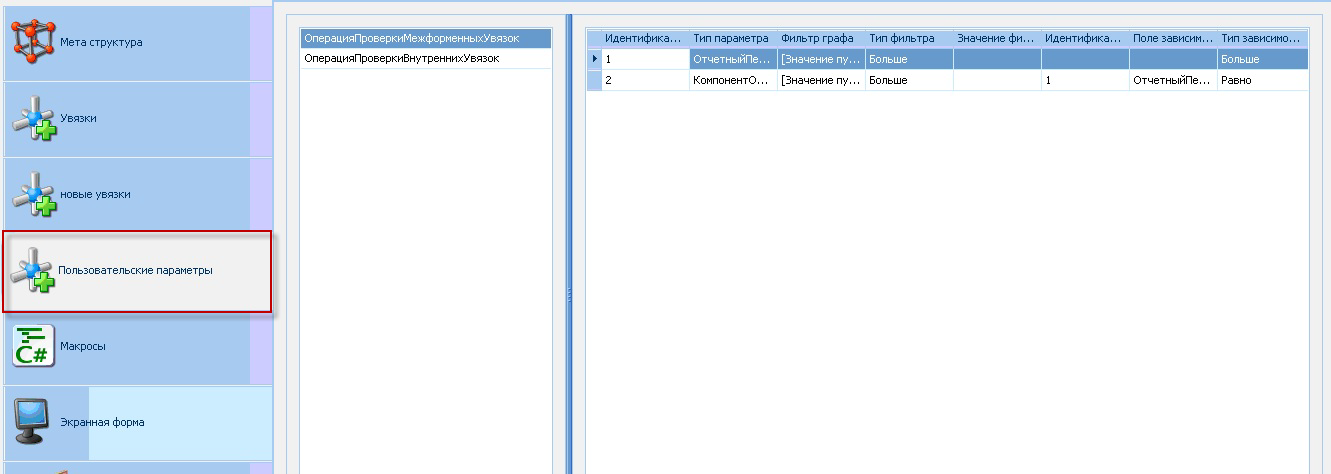 Мета структура
Увязки
новые увязки
Пользовательские параметры
C#
Макросы
Экранная форма
ОперацияПроверкиМежформенныхУвязок
ОперацияПроверкиВнутреннихУвязок
Идентифика... Тип параметра Фильтр графа Тип фильтра Значение фи... Идентифика... Поле зависим... Тип зависимо...
1 ОтчетныйПе... [Значение пу... Больше Больше
2 КомпонентО... [Значение пу... Больше 1 ОтчетныйПе... Равно